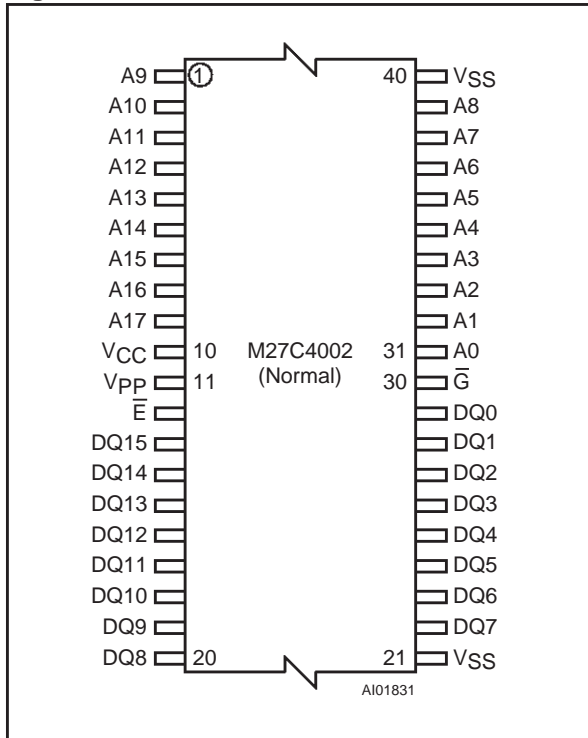 A9 1 40 VSS
A10 A8
A11 A7
A12 A6
A13 A5
A14 A4
A15 A3
A16 A2
A17 A1
VCC 10 M27C4002 31 A0
VPP 11 (Normal) 30 G̅
E̅ DQ0
DQ15 DQ1
DQ14 DQ2
DQ13 DQ3
DQ12 DQ4
DQ11 DQ5
DQ10 DQ6
DQ9 DQ7
DQ8 20 21 VSS
AI01831